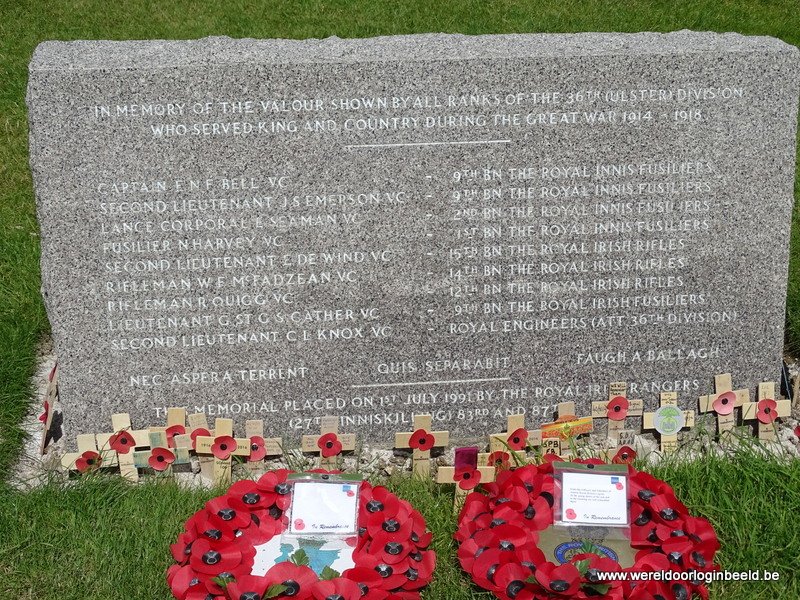 IN MEMORY OF THE VALOUR SHOWN BY ALL RANKS OF THE 36TH (ULSTER) DIVISION
WHO SERVED KING AND COUNTRY DURING THE GREAT WAR 1914 - 1918.
CAPTAIN E.N.F. BELL VC - 9TH BN THE ROYAL INNIS FUSILIERS
SECOND LIEUTENANT J.S EMERSON VC - 9TH BN THE ROYAL INNIS FUSILIERS
LANCE CORPORAL E SEAMAN VC - 2ND BN THE ROYAL INNIS FUSILIERS
FUSILIER N HARVEY VC - 1ST BN THE ROYAL INNIS FUSILIERS
SECOND LIEUTENANT E DE WIND VC - 15TH BN THE ROYAL IRISH RIFLES
RIFLEMAN W F McFADZEAN VC - 14TH BN THE ROYAL IRISH RIFLES
RIFLEMAN R QUIGG VC - 12TH BN THE ROYAL IRISH RIFLES
LIEUTENANT G ST G S CATHER VC - 9TH BN THE ROYAL IRISH FUSILIERS
SECOND LIEUTENANT C L KNOX VC - ROYAL ENGINEERS (ATT 36TH DIVISION)
NEC ASPERA TERRENT QUIS SEPARABIT FAUGH A BALLAGH
MEMORIAL PLACED ON 1ST JULY 1991 BY THE ROYAL IRISH RANGERS
(27TH INNISKILLING) 83RD AND 87
In Remembrance
In Remembrance
www.wereldoorloginbeeld.be